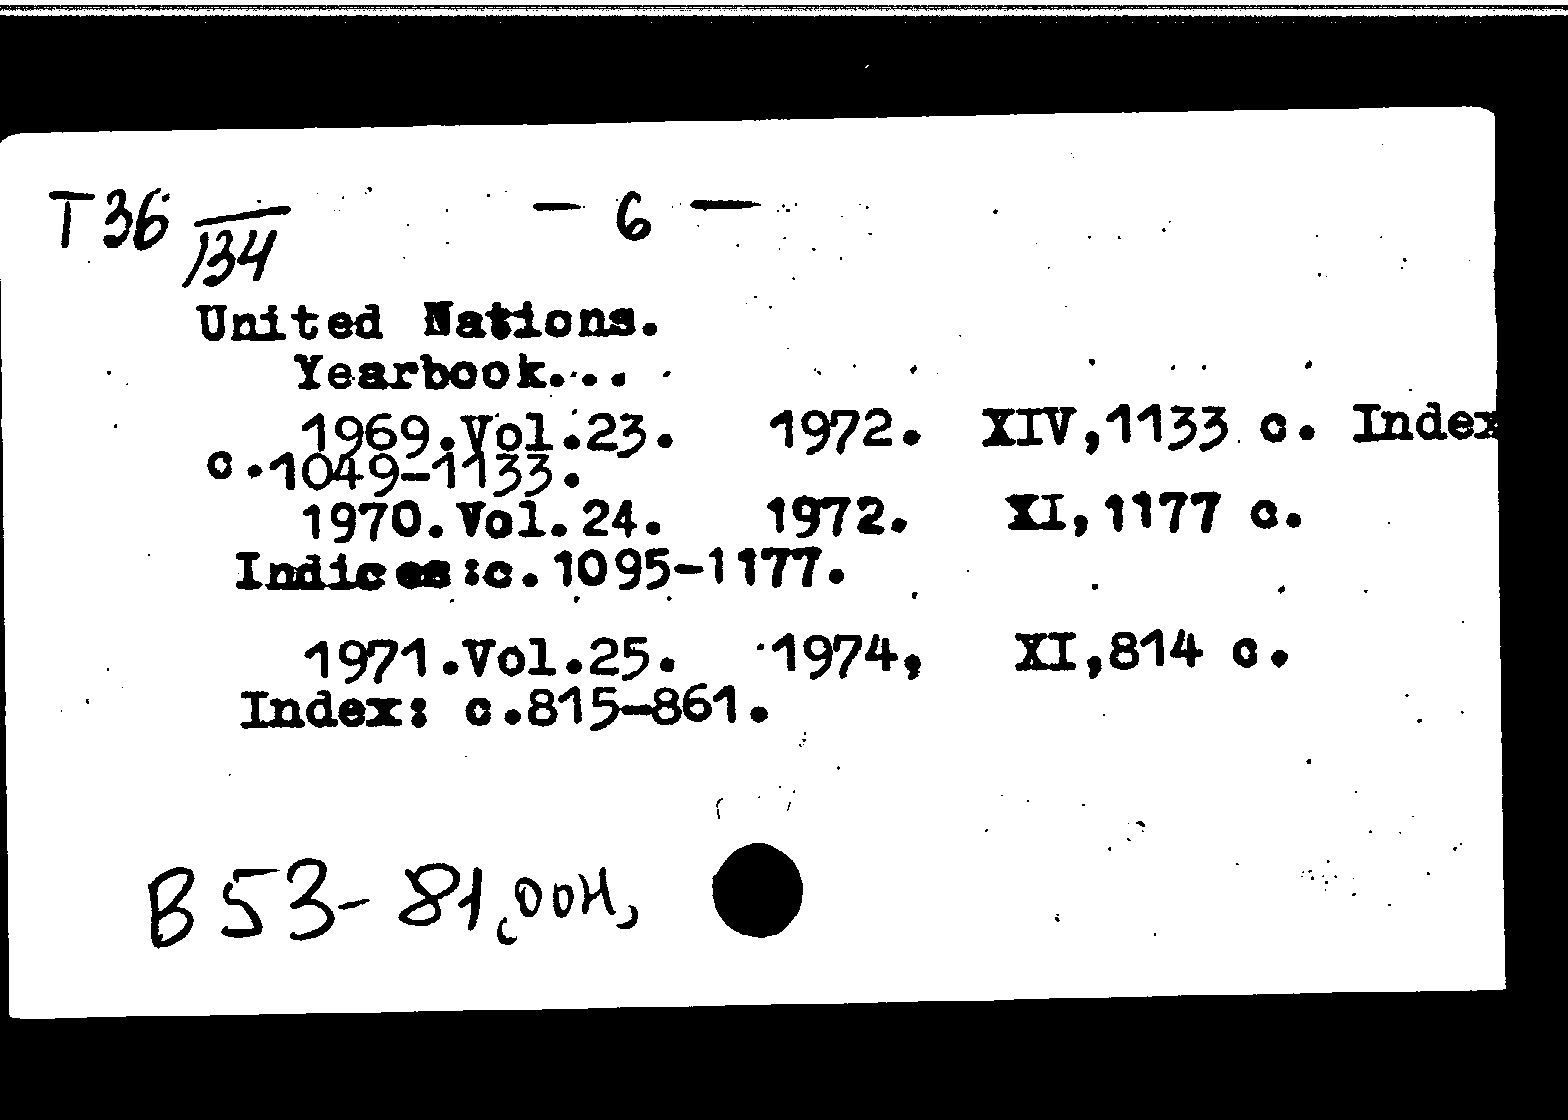 T36/134 — 6 —
United Nations.
Yearbook...
1969.Vol.23. 1972. XIV,1133 с. Index
с.1049-1133.
1970.Vol.24. 1972. XI,1177 с.
Indices:с.1095-1177.
1971.Vol.25. 1974, XI,814 с.
Index: с.815-861.
B53-81(ООН)